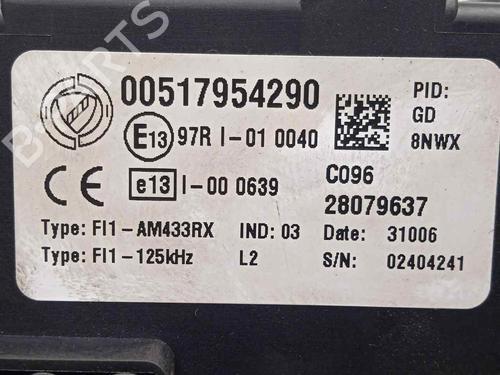 B-PARTS
00517954290
PID:
GD
8NWX
E13 97R I-01 0040
CE e13 I-00 0639
C096
28079637
Type: FI1-AM433RX IND: 03 Date: 31006
Type: FI1-125kHz L2 S/N: 02404241